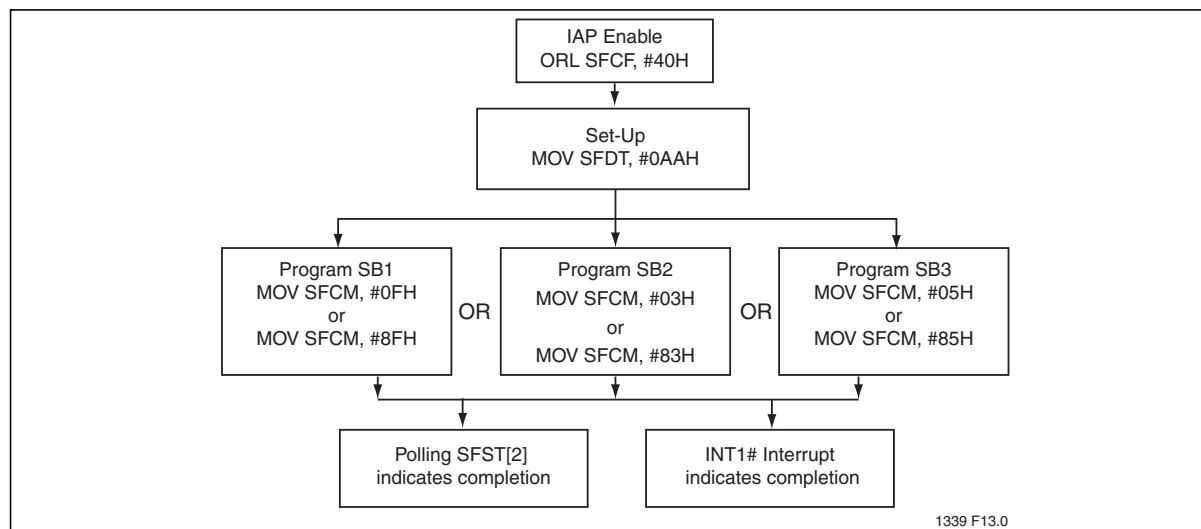 IAP Enable
ORL SFCF, #40H
Set-Up
MOV SFDT, #0AAH
Program SB1
MOV SFCM, #0FH
or
MOV SFCM, #8FH
OR
Program SB2
MOV SFCM, #03H
or
MOV SFCM, #83H
OR
Program SB3
MOV SFCM, #05H
or
MOV SFCM, #85H
Polling SFST[2]
indicates completion
INT1# Interrupt
indicates completion
1339 F13.0